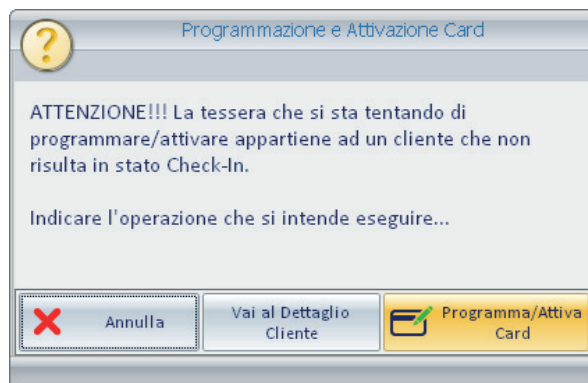 Programmazione e Attivazione Card
ATTENZIONE!!! La tessera che si sta tentando di
programmare/attivare appartiene ad un cliente che non
risulta in stato Check-In.
Indicare l'operazione che si intende eseguire...
Annulla
Vai al Dettaglio
Cliente
Programma/Attiva
Card